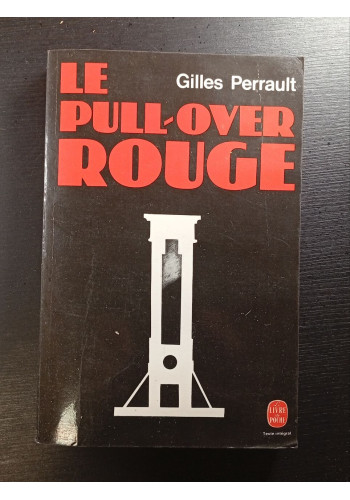 LE
Gilles Perrault
PULL-OVER
ROUGE
LE
LIVRE
DE
POCHE
Texte intégral